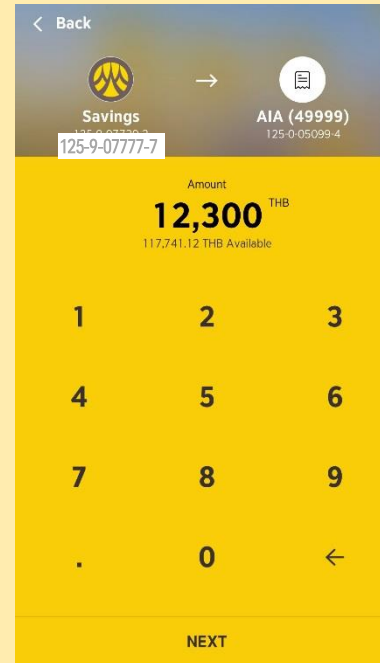 Back
Savings
AIA (49999)
125-9-07777-7
125-0-05099-4
Amount
12,300 THB
117,741.12 THB Available
1 2 3
4 5 6
7 8 9
. 0
NEXT